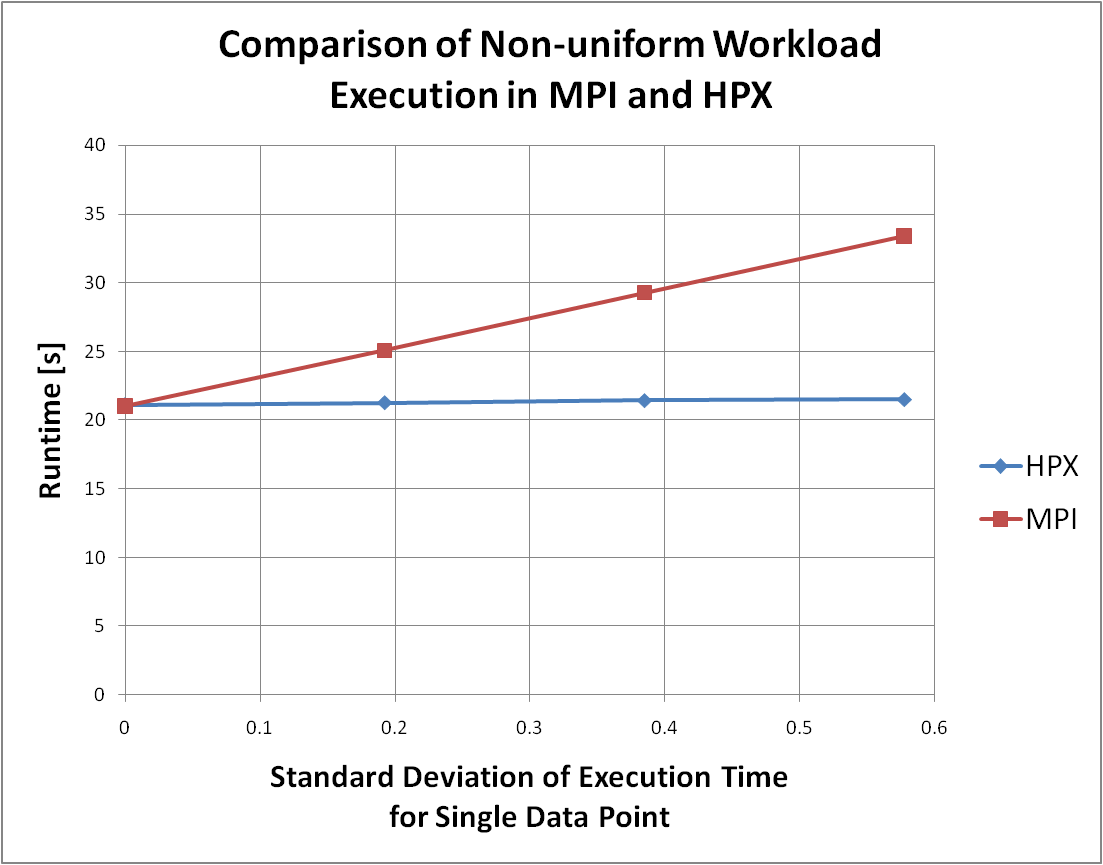 Comparison of Non-uniform Workload
Execution in MPI and HPX
40
35
30
25
20
15
10
5
0
Runtime [s]
0 0.1 0.2 0.3 0.4 0.5 0.6
Standard Deviation of Execution Time
for Single Data Point
HPX
MPI